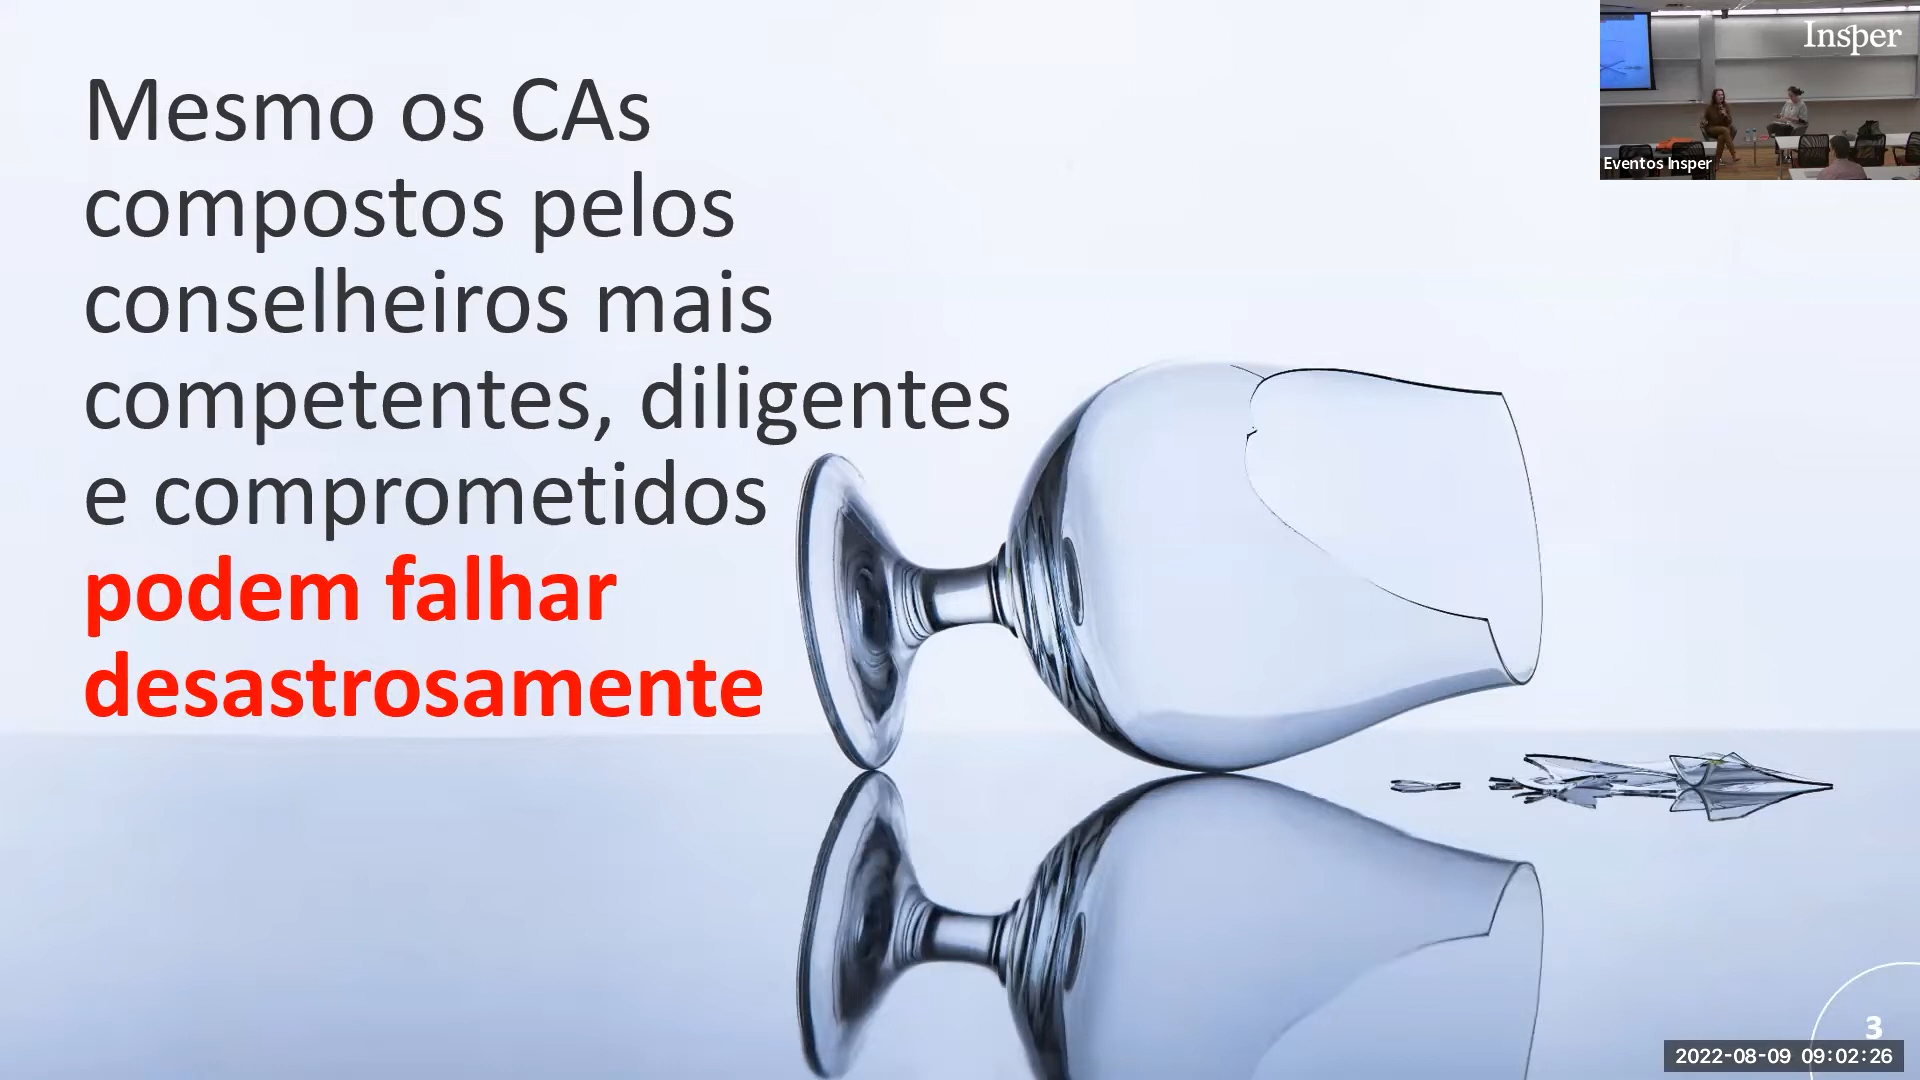 Mesmo os CAs
compostos pelos
conselheiros mais
competentes, diligentes
e comprometidos
podem falhar
desastrosamente
Insper
Eventos Insper
3
2022-08-09 09:02:26